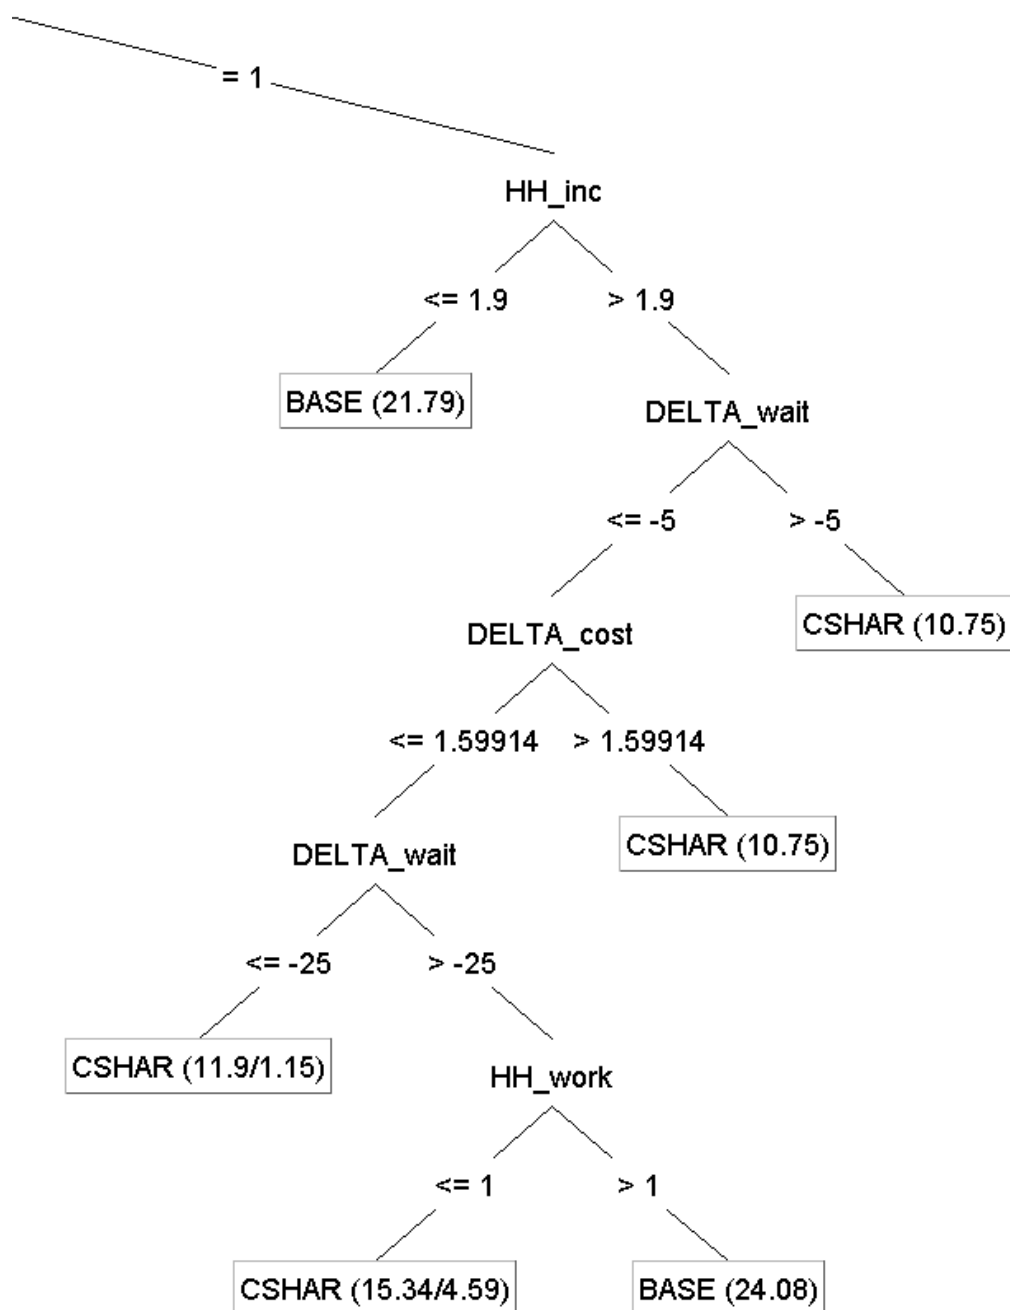 = 1
HH_inc
<= 1.9 > 1.9
BASE (21.79)
DELTA_wait
<= -5 > -5
CSHAR (10.75)
DELTA_cost
<= 1.59914 > 1.59914
CSHAR (10.75)
DELTA_wait
<= -25 > -25
CSHAR (11.9/1.15)
HH_work
<= 1 > 1
CSHAR (15.34/4.59) BASE (24.08)